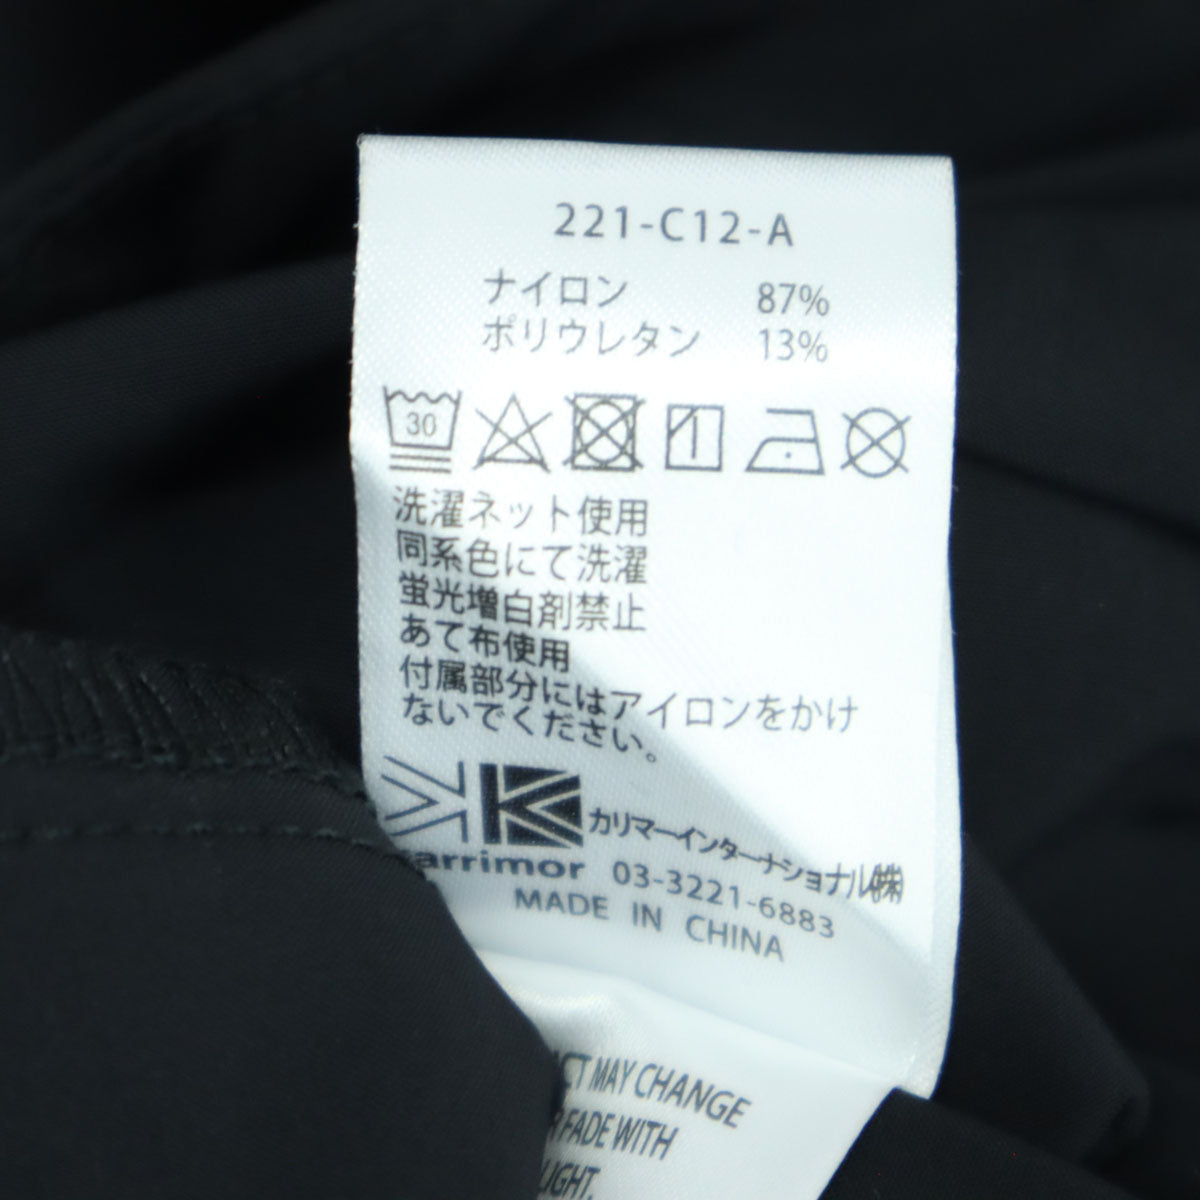 221-C12-A
ナイロン 87%
ポリウレタン 13%
30
洗濯ネット使用
同系色にて洗濯
蛍光増白剤禁止
あて布使用
付属部分にはアイロンをかけ
ないでください。
karrimor
カリマーインターナショナル㈱
03-3221-6883
MADE IN CHINA
MAY CHANGE
FADE WITH
LIGHT.